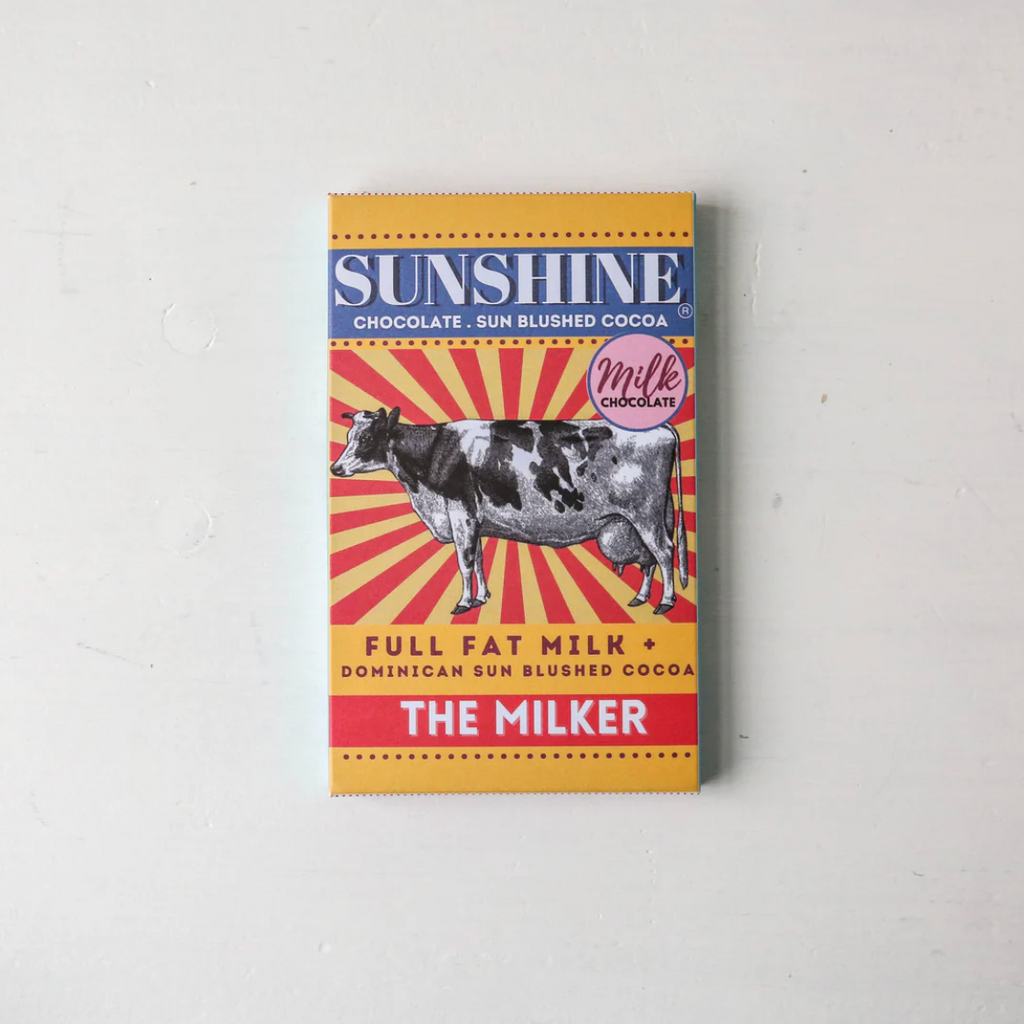 SUNSHINE®
CHOCOLATE . SUN BLUSHED COCOA
Milk
CHOCOLATE
FULL FAT MILK +
DOMINICAN SUN BLUSHED COCOA
THE MILKER